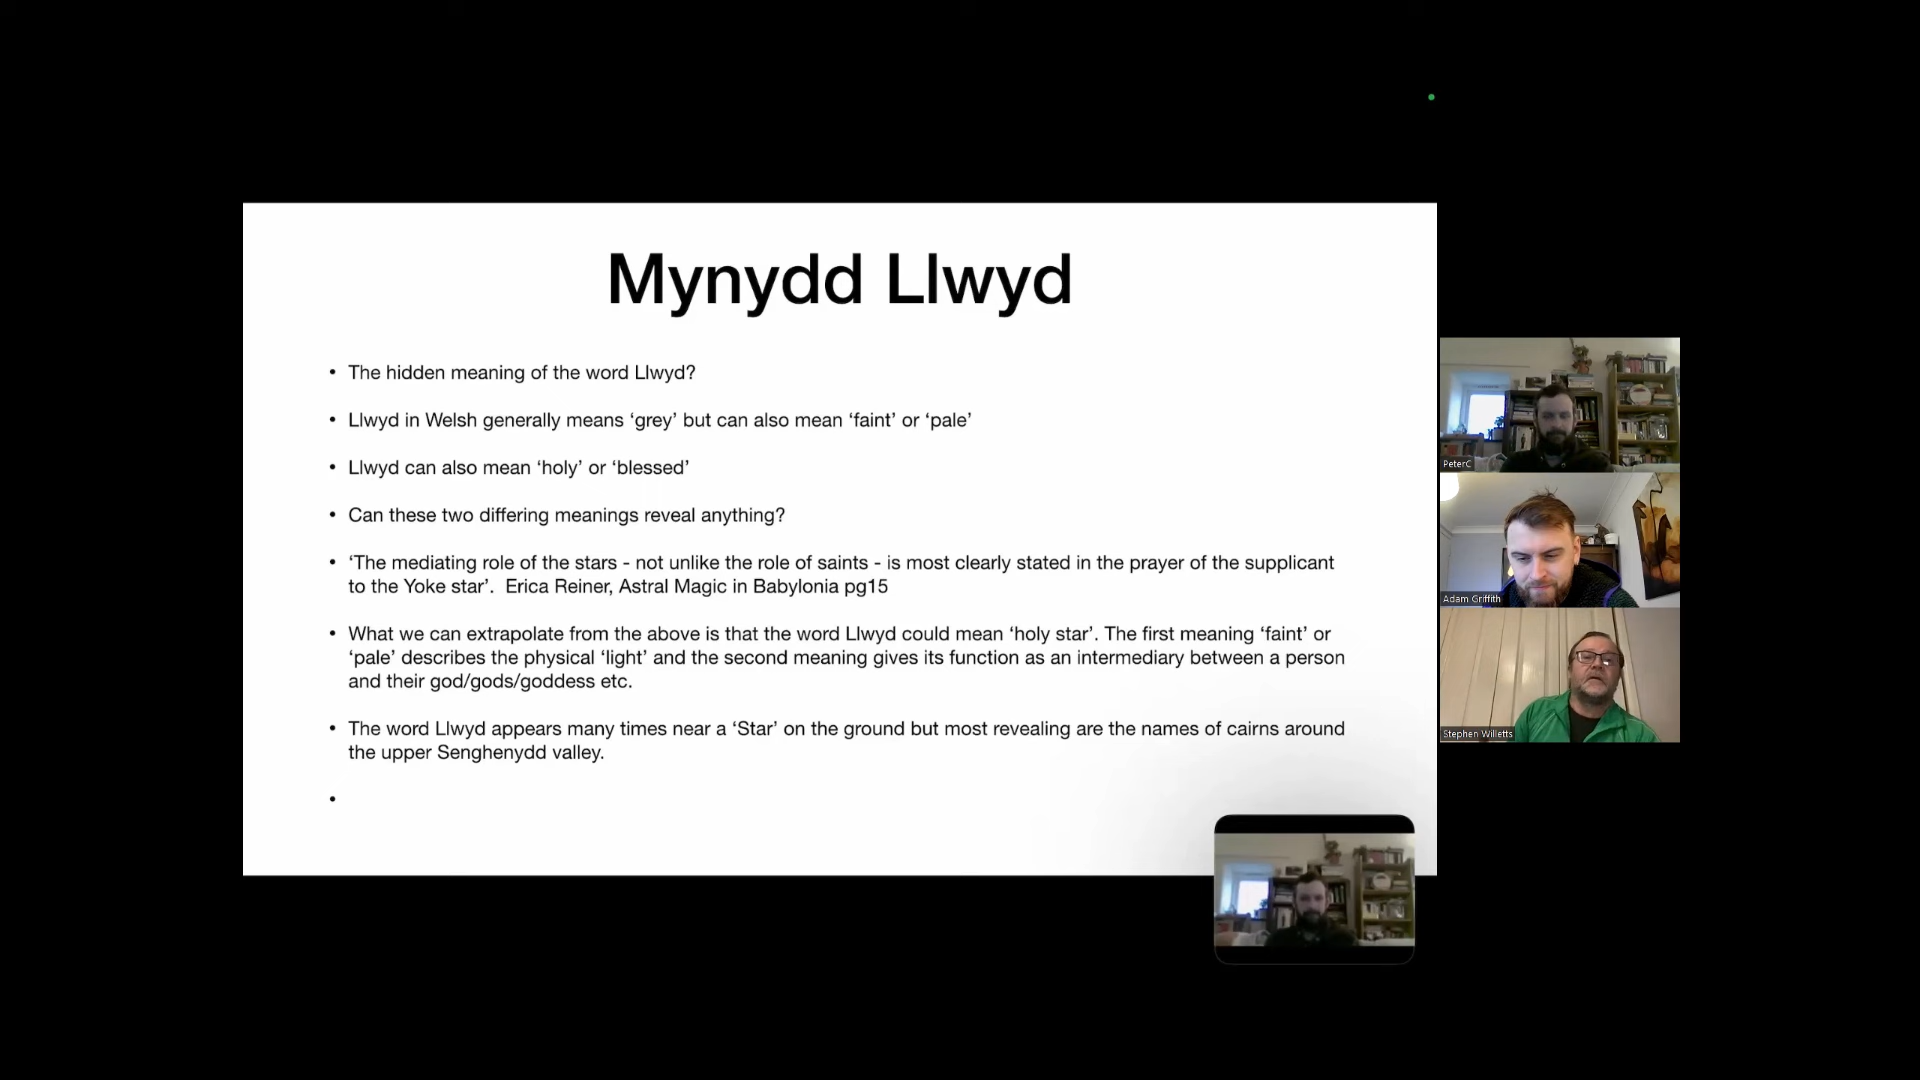 Mynydd Llwyd
• The hidden meaning of the word Llwyd?
• Llwyd in Welsh generally means ‘grey’ but can also mean ‘faint’ or ‘pale’
• Llwyd can also mean ‘holy’ or ‘blessed’
• Can these two differing meanings reveal anything?
• ‘The mediating role of the stars - not unlike the role of saints - is most clearly stated in the prayer of the supplicant
to the Yoke star’.  Erica Reiner, Astral Magic in Babylonia pg15
• What we can extrapolate from the above is that the word Llwyd could mean ‘holy star’. The first meaning ‘faint’ or
‘pale’ describes the physical ‘light’ and the second meaning gives its function as an intermediary between a person
and their god/gods/goddess etc.
• The word Llwyd appears many times near a ‘Star’ on the ground but most revealing are the names of cairns around
the upper Senghenydd valley.
•
PeterC
Adam Griffith
Stephen Willetts